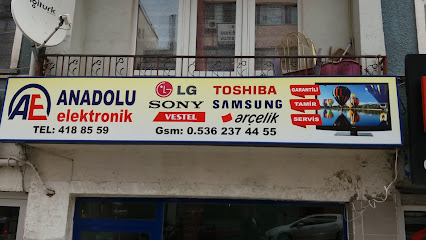 digitürk
AE
ANADOLU
elektronik
TEL: 418 85 59
LG TOSHIBA
SONY SAMSUNG
VESTEL arçelik
Gsm: 0.536 237 44 55
GARANTİLİ
TAMİR
SERVİS